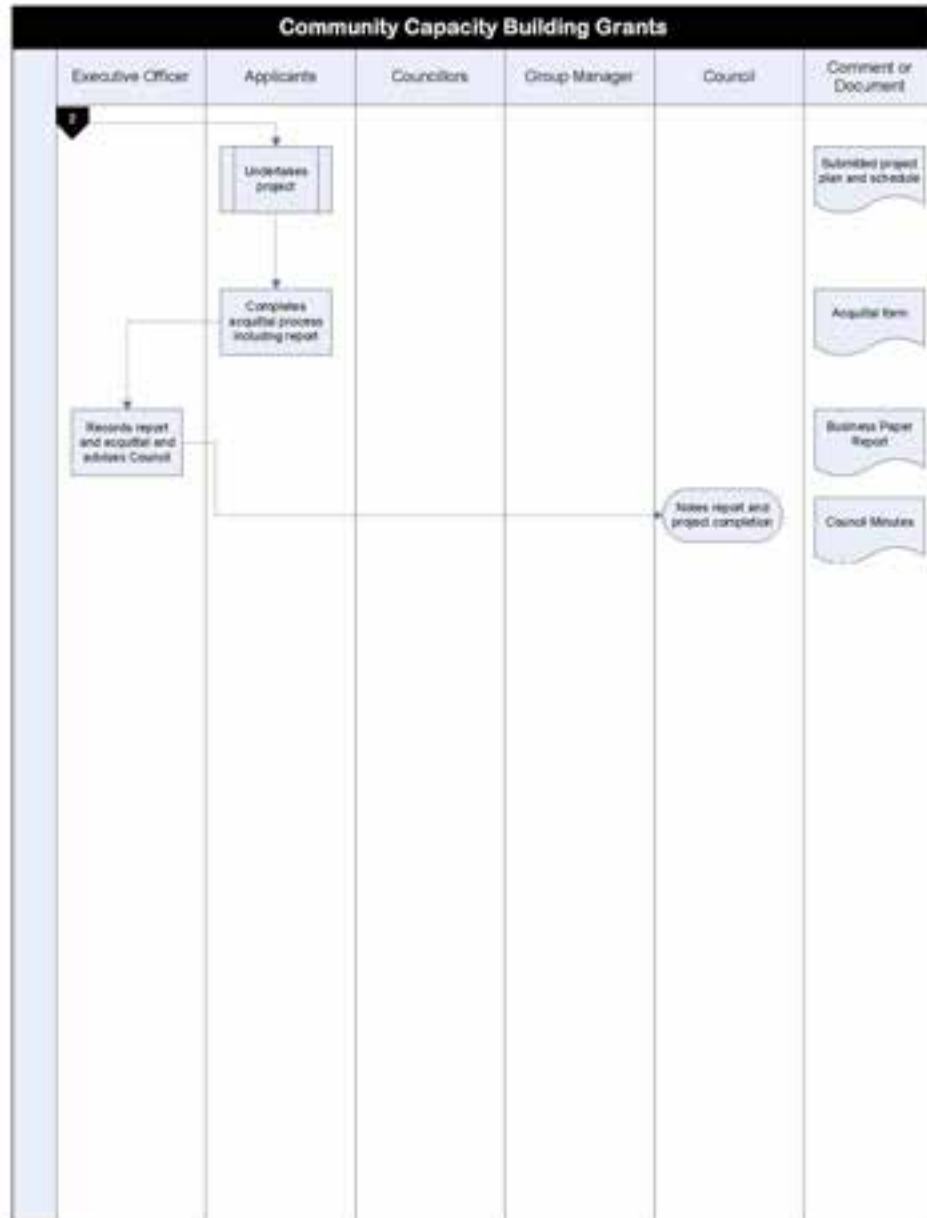 Community Capacity Building Grants
Executive Officer
Applicants
Councillors
Group Manager
Council
Comment or
Document
2
Undertakes
project
Submitted project
plan and schedule
Completes
acquittal process
including report
Acquittal form
Records report
and acquittal and
advises Council
Business Paper
Report
Notes report and
project completion
Council Minutes